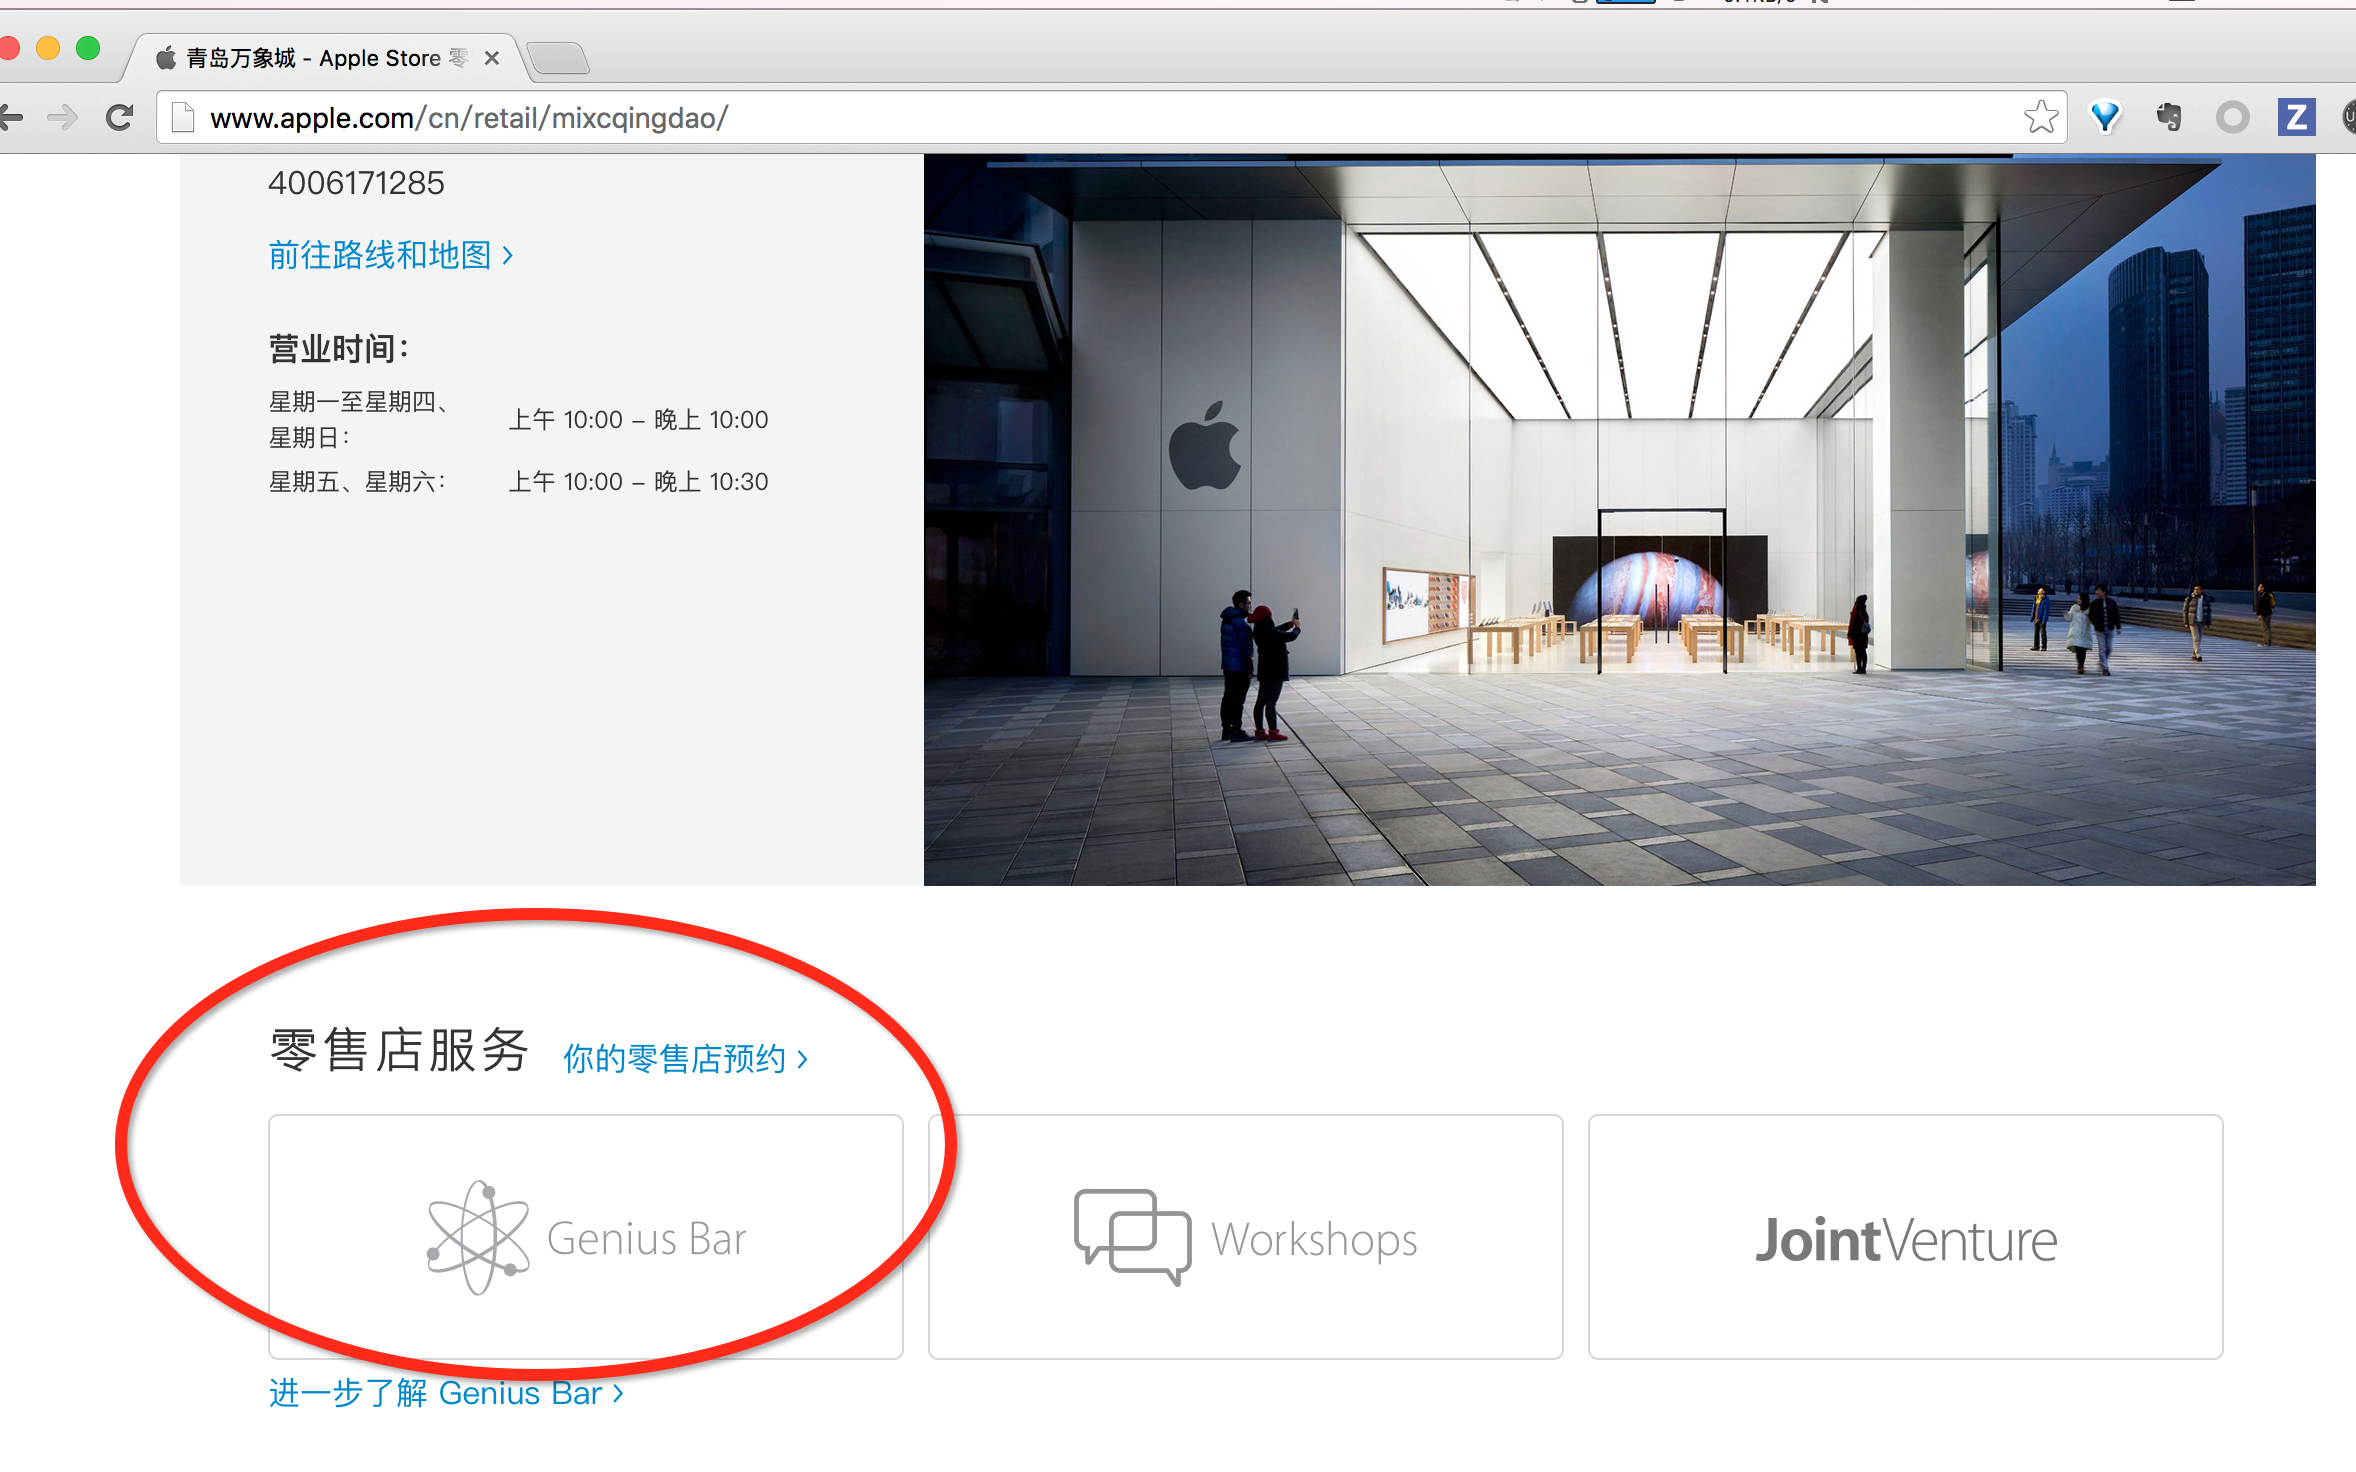 青岛万象城 - Apple Store 零
www.apple.com/cn/retail/mixcqingdao/
Z
4006171285
前往路线和地图 ›
营业时间：
星期一至星期四、
星期日：
上午 10:00 – 晚上 10:00
星期五、星期六：
上午 10:00 – 晚上 10:30
零售店服务
你的零售店预约 ›
Genius Bar
Workshops
JointVenture
进一步了解 Genius Bar ›